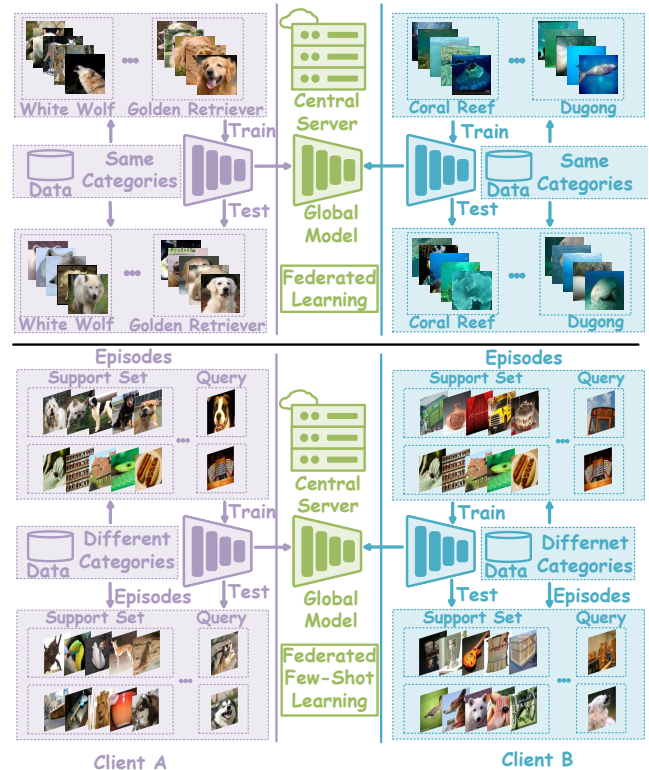 White Wolf
Golden Retriever
Train
Data
Same
Categories
Test
White Wolf
Golden Retriever
Central
Server
Global
Model
Federated
Learning
Coral Reef
Dugong
Train
Data
Same
Categories
Test
Coral Reef
Dugong
Episodes
Support Set
Query
Train
Data
Different
Categories
Episodes
Test
Support Set
Query
Client A
Central
Server
Global
Model
Federated
Few-Shot
Learning
Episodes
Support Set
Query
Train
Data
Differnet
Categories
Test
Episodes
Support Set
Query
Client B